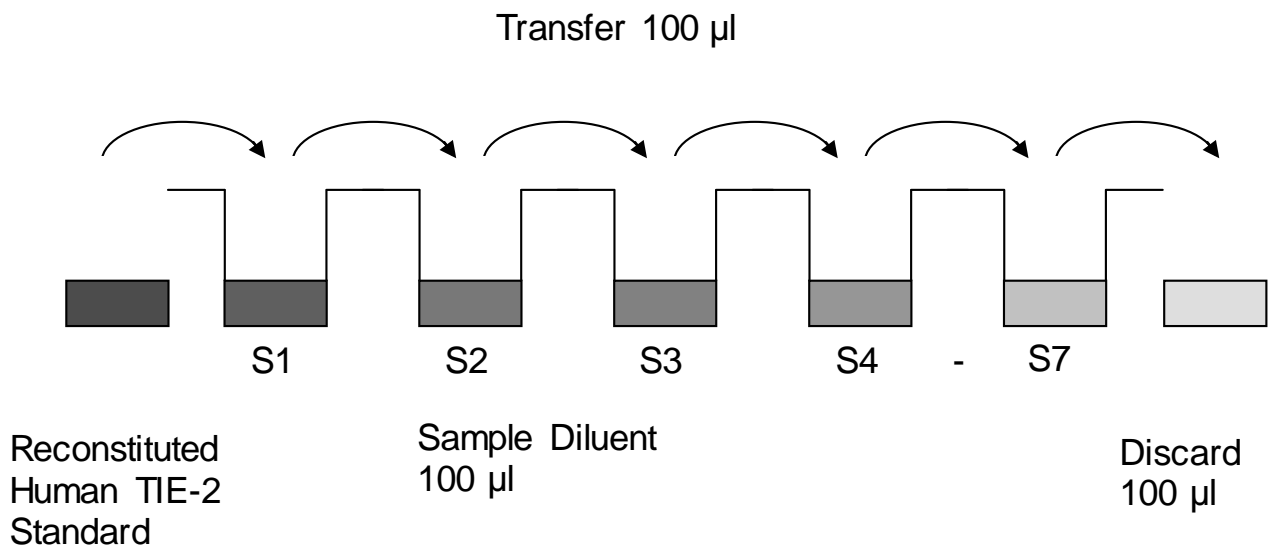 Transfer 100 µl
S1 S2 S3 S4 - S7
Reconstituted
Human TIE-2
Standard
Sample Diluent
100 µl
Discard
100 µl